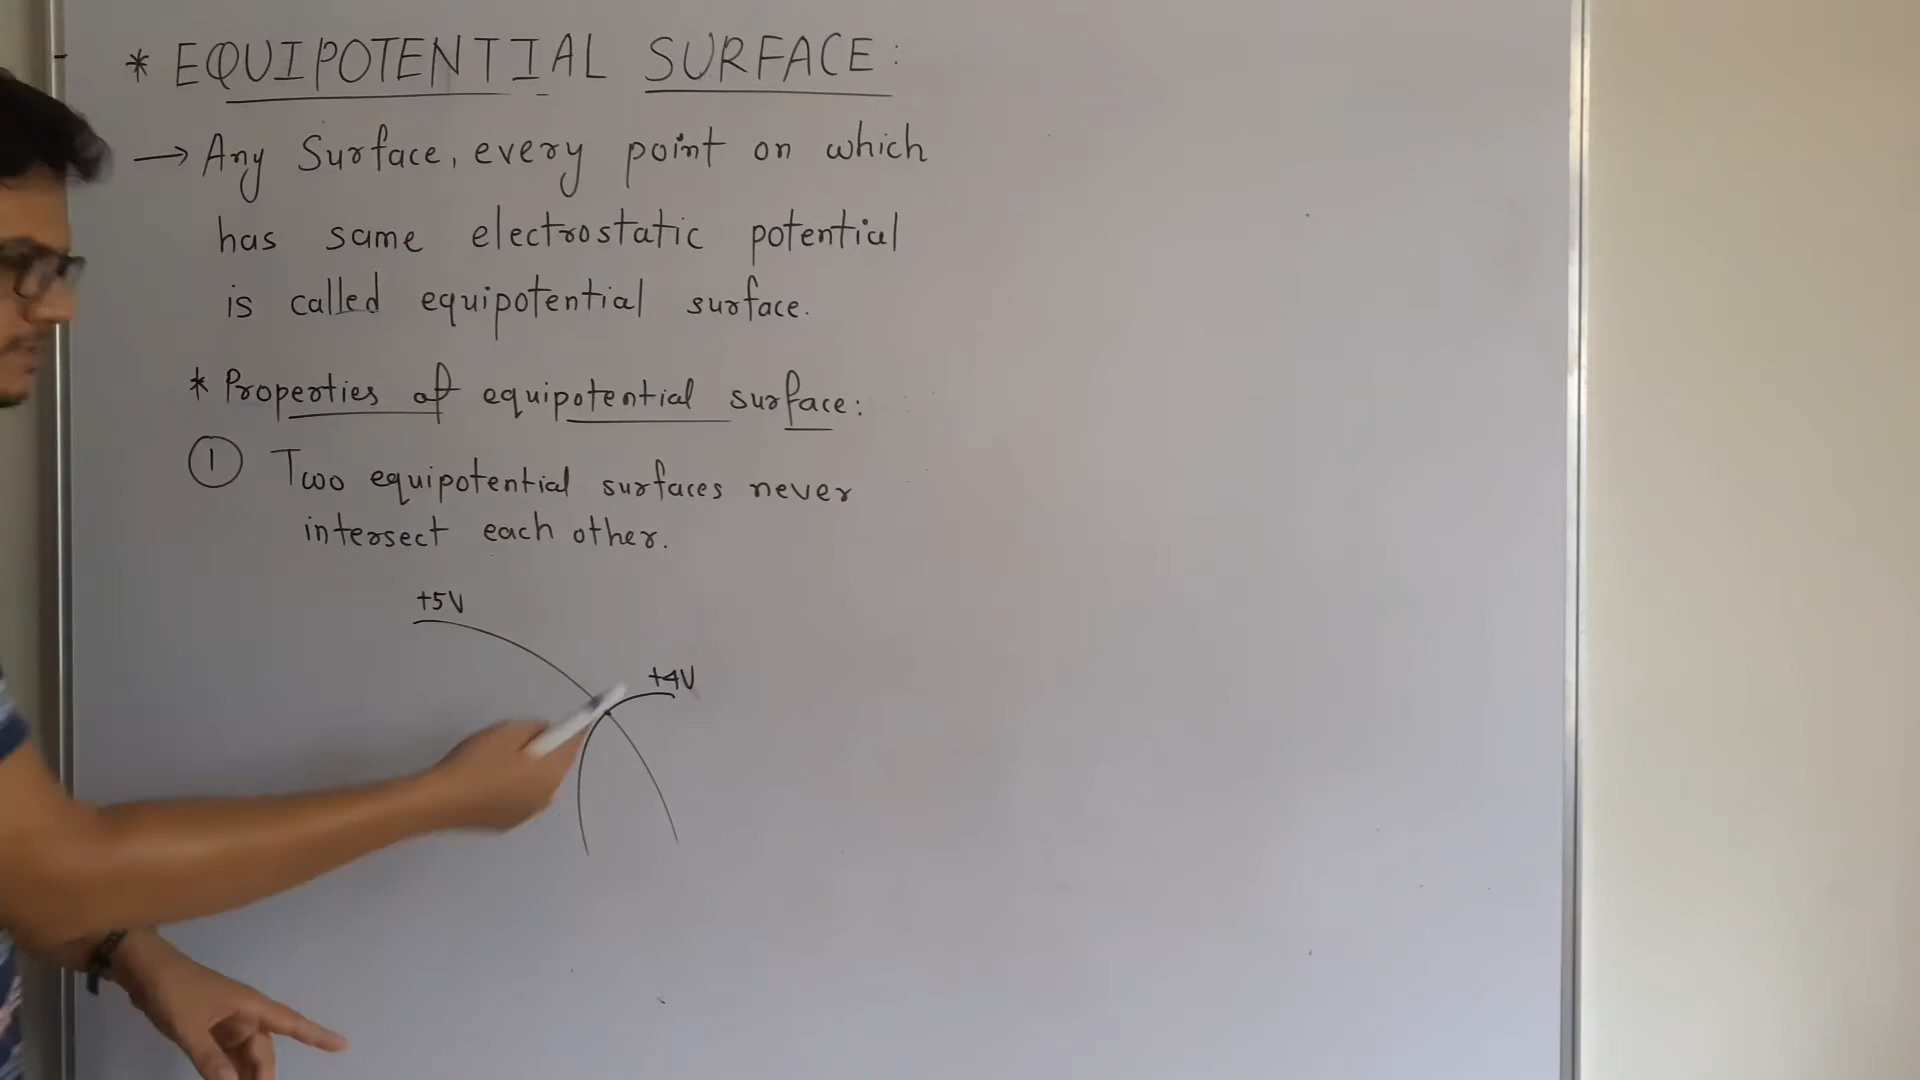 * EQUIPOTENTIAL SURFACE:
→ Any Surface, every point on which
has same electrostatic potential
is called equipotential surface.
* Properties of equipotential surface:
① Two equipotential surfaces never
intersect each other.
+5V
+4V